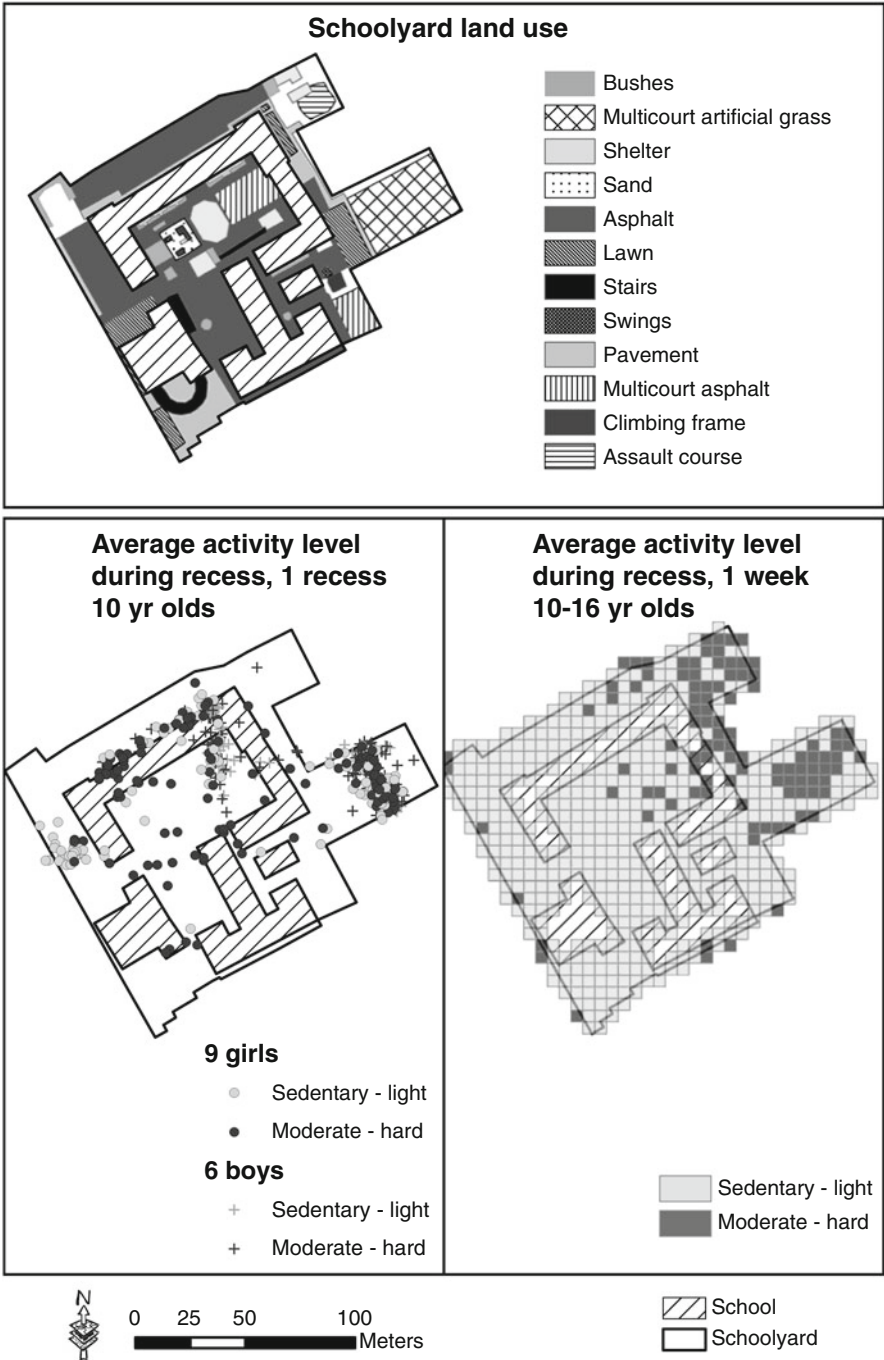 Schoolyard land use
Bushes
Multicourt artificial grass
Shelter
Sand
Asphalt
Lawn
Stairs
Swings
Pavement
Multicourt asphalt
Climbing frame
Assault course
Average activity level
during recess, 1 recess
10 yr olds
9 girls
Sedentary - light
Moderate - hard
6 boys
Sedentary - light
Moderate - hard
Average activity level
during recess, 1 week
10-16 yr olds
Sedentary - light
Moderate - hard
N
0 25 50 100
Meters
School
Schoolyard